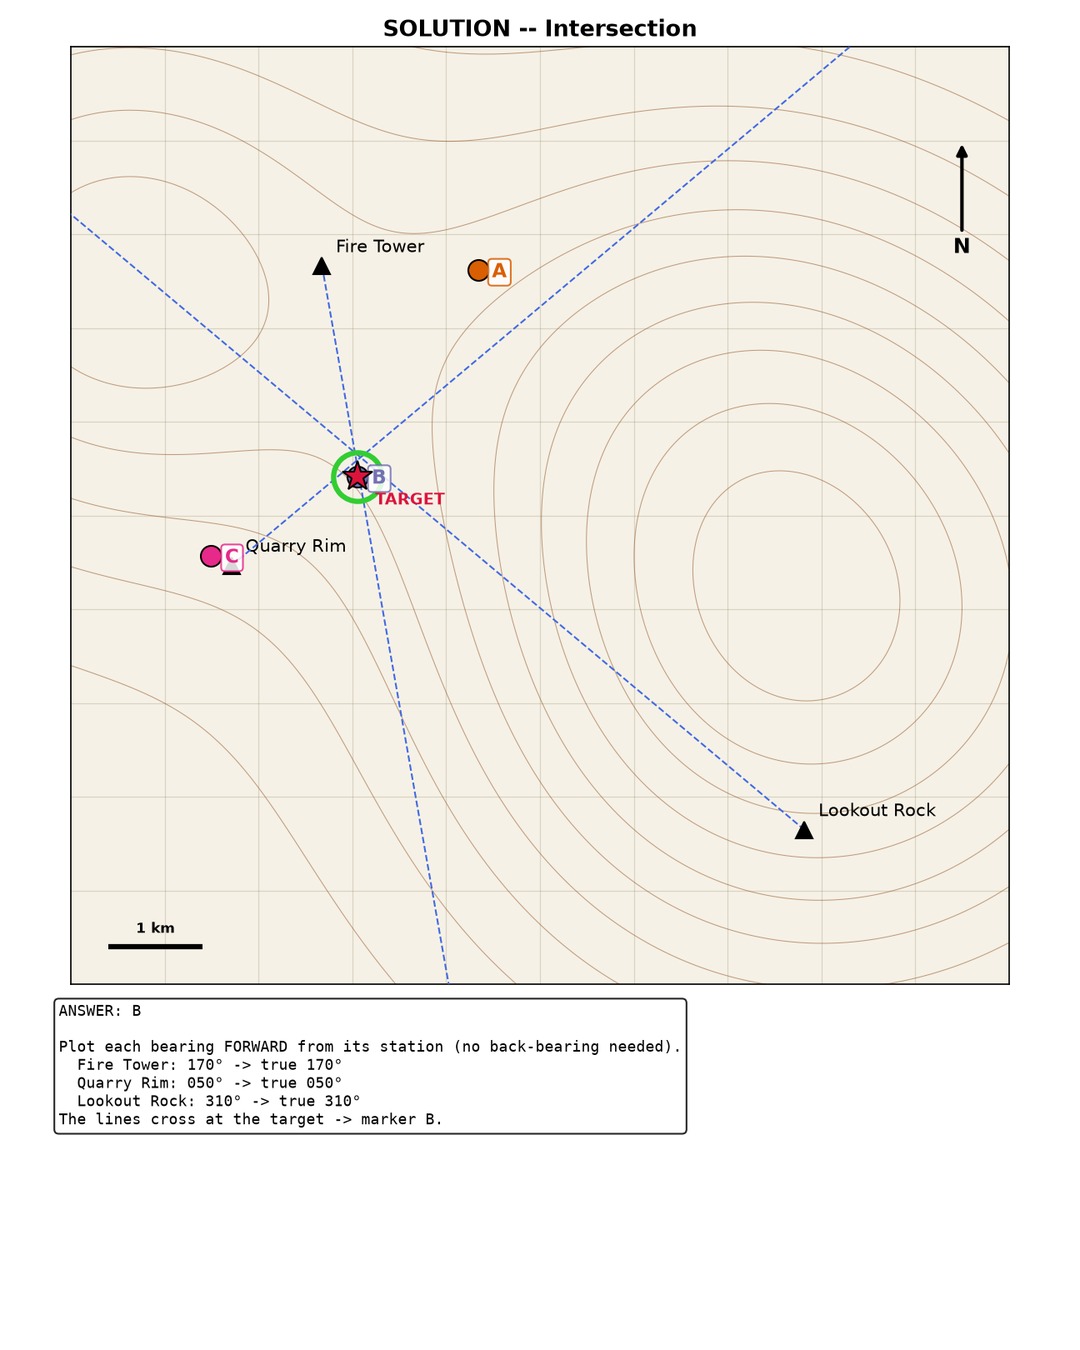 SOLUTION -- Intersection
N
Fire Tower
A
B
TARGET
Quarry Rim
C
Lookout Rock
1 km
ANSWER: B
Plot each bearing FORWARD from its station (no back-bearing needed).
Fire Tower: 170° -> true 170°
Quarry Rim: 050° -> true 050°
Lookout Rock: 310° -> true 310°
The lines cross at the target -> marker B.